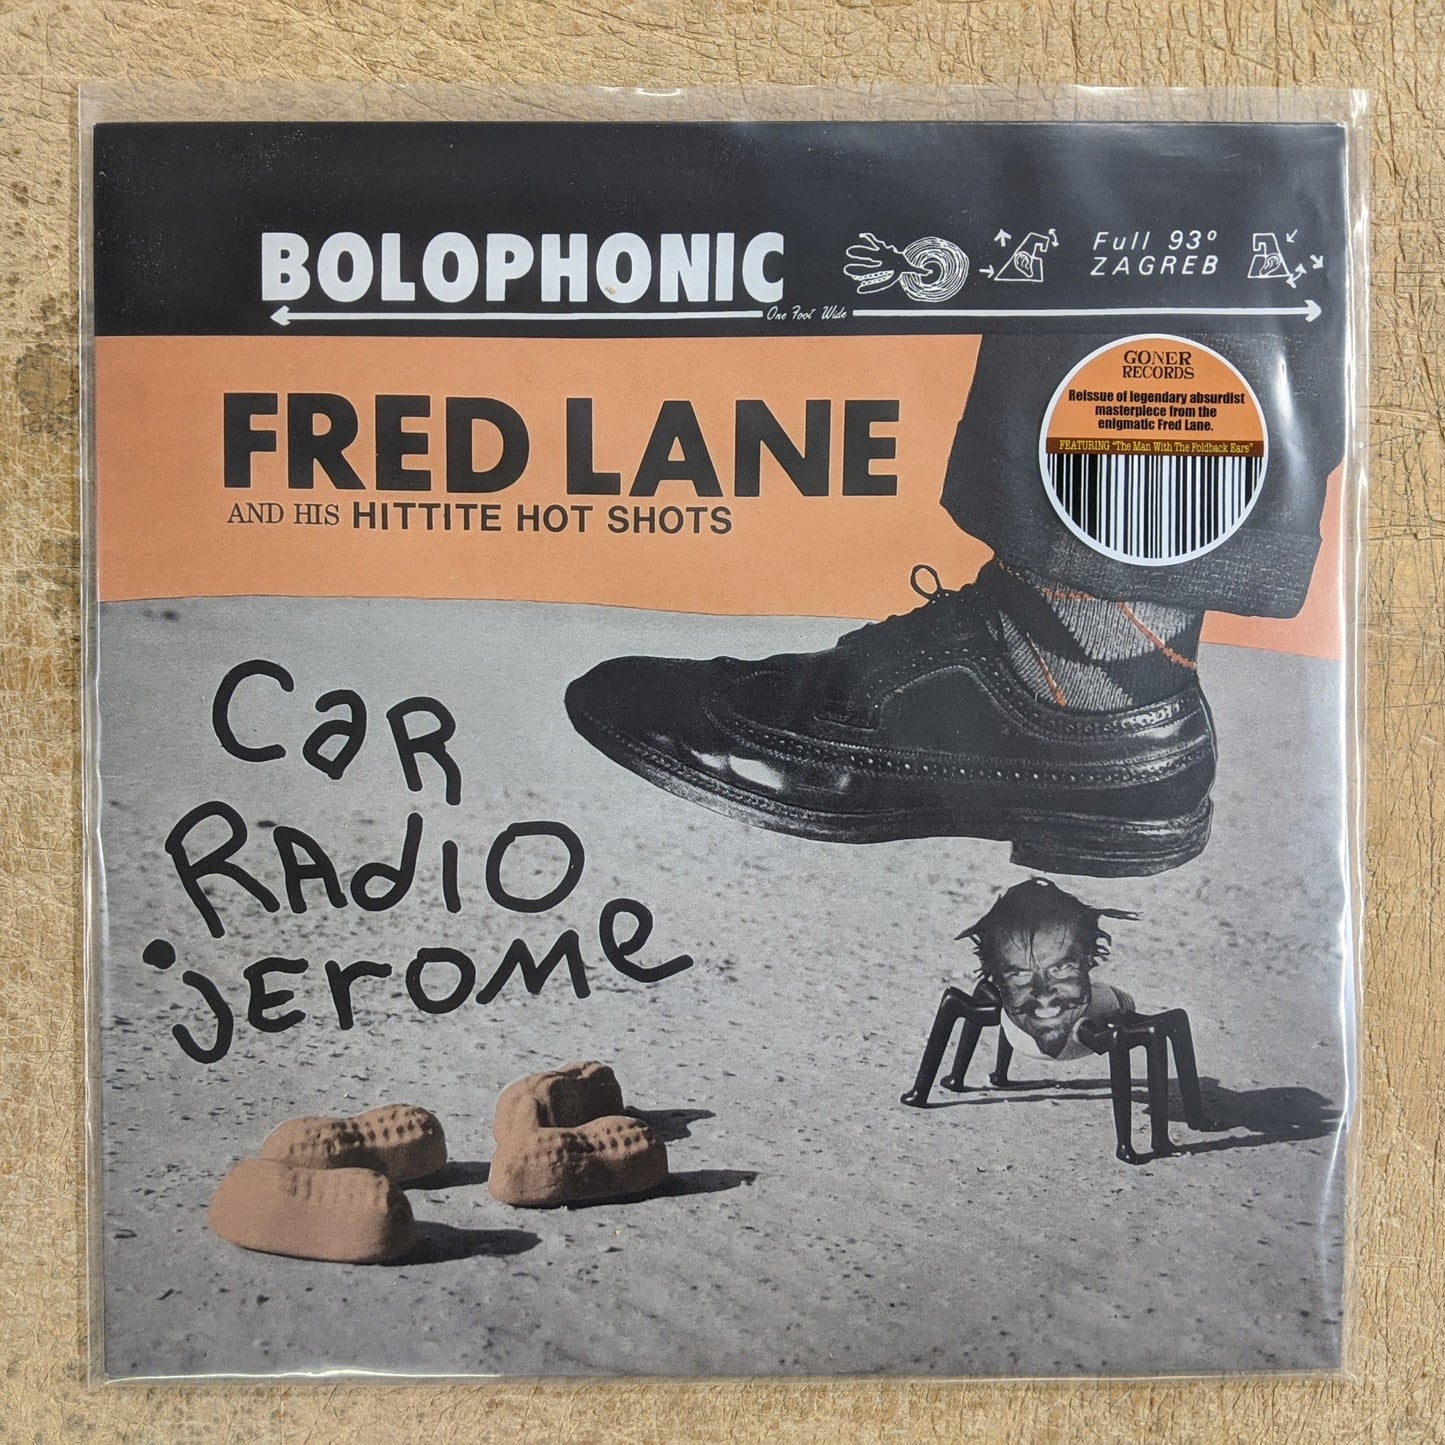 BOLOPHONIC
Full 93°
ZAGREB
One Foot Wide
GONER
RECORDS
Reissue of legendary absurdist
masterpiece from the
enigmatic Fred Lane.
FEATURING "The Man With The Foldback Ears"
FRED LANE
AND HIS HITTITE HOT SHOTS
CaR
RAdIO
jerome